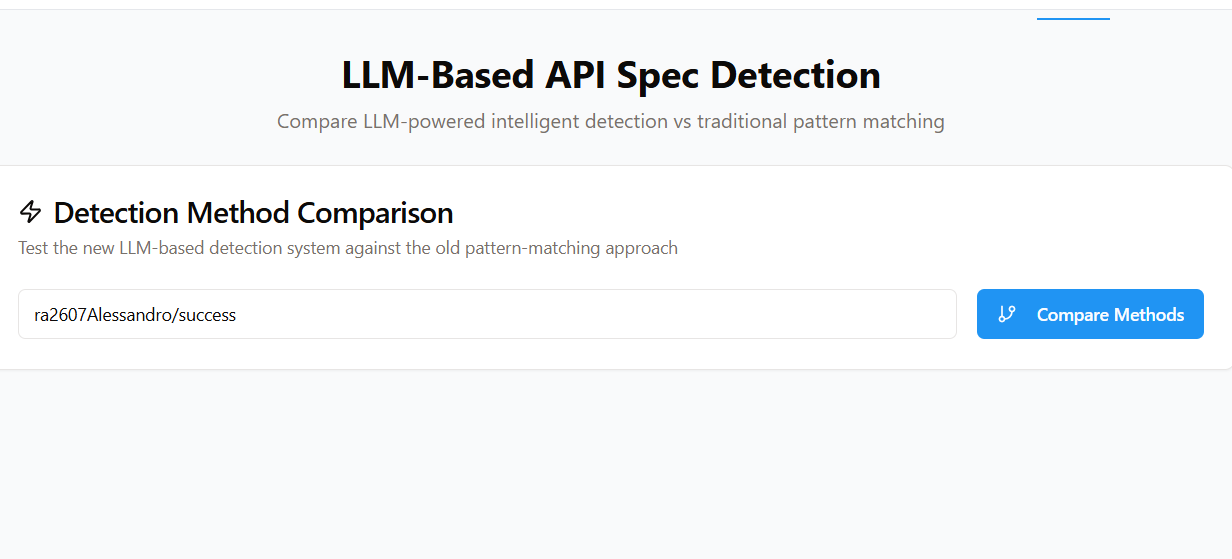 LLM-Based API Spec Detection
Compare LLM-powered intelligent detection vs traditional pattern matching
Detection Method Comparison
Test the new LLM-based detection system against the old pattern-matching approach
ra2607Alessandro/success
Compare Methods